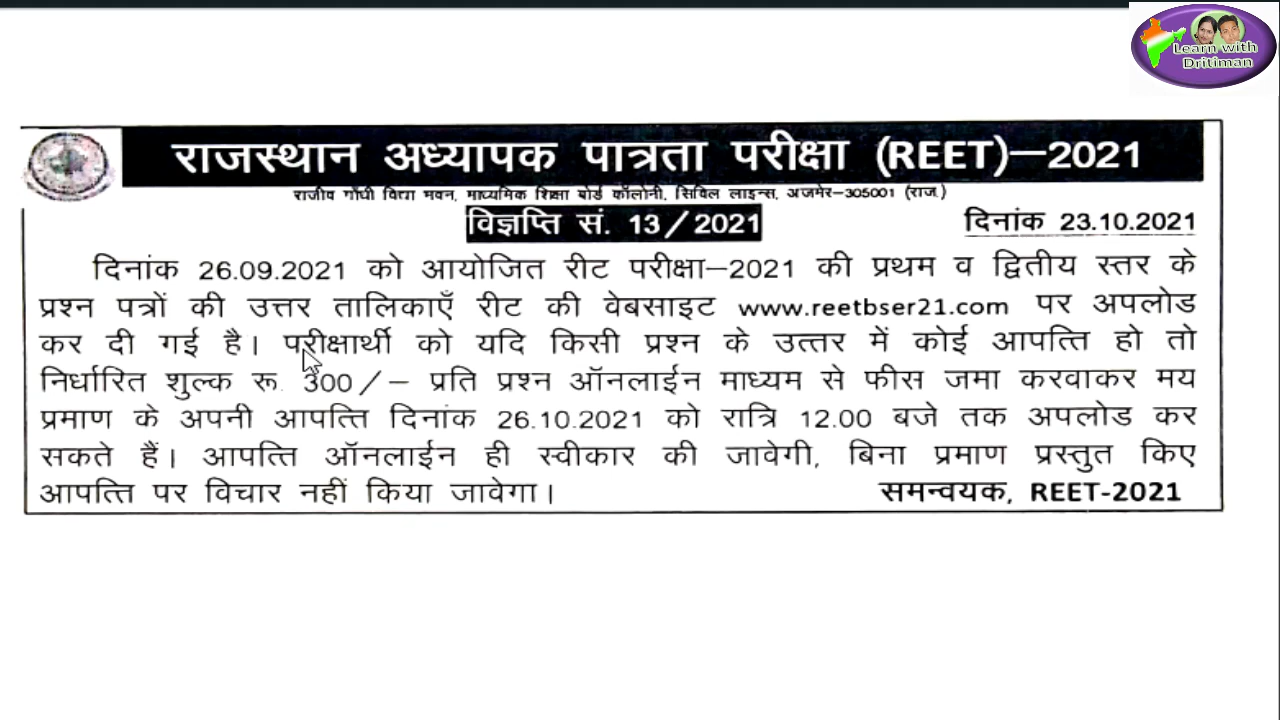 Learn with
Dritiman
राजस्थान अध्यापक पात्रता परीक्षा (REET)—2021
राजीव गाँधी विद्या भवन, माध्यमिक शिक्षा बोर्ड कॉलोनी, सिविल लाइन्स, अजमेर—305001 (राज.)
विज्ञप्ति सं. 13/2021 दिनांक 23.10.2021
दिनांक 26.09.2021 को आयोजित रीट परीक्षा—2021 की प्रथम व द्वितीय स्तर के
प्रश्न पत्रों की उत्तर तालिकाएँ रीट की वेबसाइट www.reetbser21.com पर अपलोड
कर दी गई है। परीक्षार्थी को यदि किसी प्रश्न के उत्तर में कोई आपत्ति हो तो
निर्धारित शुल्क रू. 300/— प्रति प्रश्न ऑनलाईन माध्यम से फीस जमा करवाकर मय
प्रमाण के अपनी आपत्ति दिनांक 26.10.2021 को रात्रि 12.00 बजे तक अपलोड कर
सकते हैं। आपत्ति ऑनलाईन ही स्वीकार की जावेगी, बिना प्रमाण प्रस्तुत किए
आपत्ति पर विचार नहीं किया जावेगा। समन्वयक, REET-2021